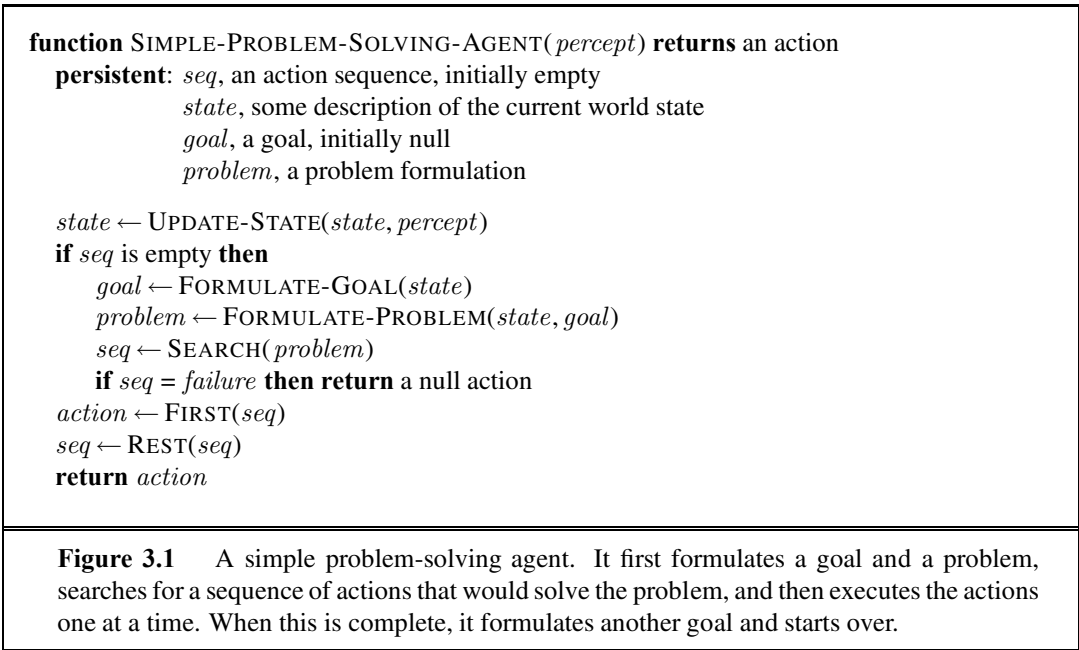 function SIMPLE-PROBLEM-SOLVING-AGENT( percept) returns an action
persistent: seq, an action sequence, initially empty
state, some description of the current world state
goal, a goal, initially null
problem, a problem formulation
state ← UPDATE-STATE(state, percept)
if seq is empty then
goal ← FORMULATE-GOAL(state)
problem ← FORMULATE-PROBLEM(state, goal)
seq ← SEARCH( problem)
if seq = failure then return a null action
action ← FIRST(seq)
seq ← REST(seq)
return action
Figure 3.1 A simple problem-solving agent. It first formulates a goal and a problem,
searches for a sequence of actions that would solve the problem, and then executes the actions
one at a time. When this is complete, it formulates another goal and starts over.